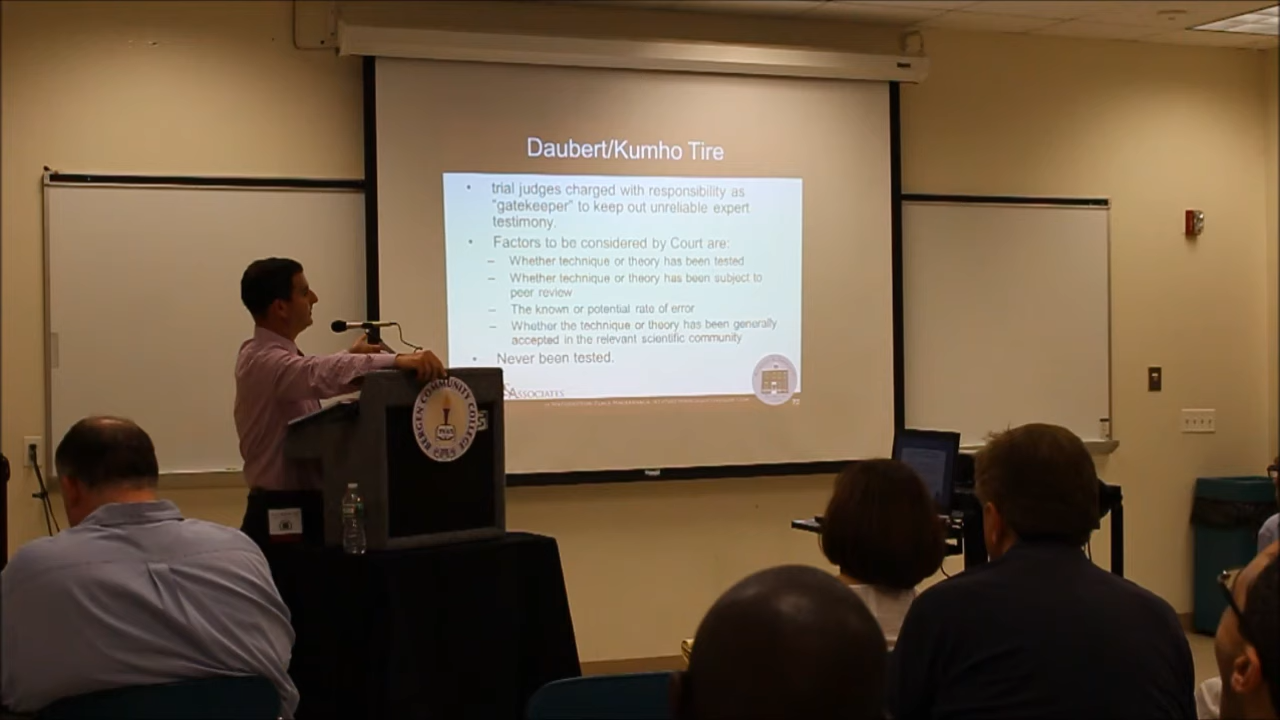 Daubert/Kumho Tire
• trial judges charged with responsibility as
"gatekeeper" to keep out unreliable expert
testimony.
• Factors to be considered by Court are:
– Whether technique or theory has been tested
– Whether technique or theory has been subject to
peer review
– The known or potential rate of error
– Whether the technique or theory has been generally
accepted in the relevant scientific community
• Never been tested.
ASSOCIATES
BERGEN COMMUNITY COLLEGE